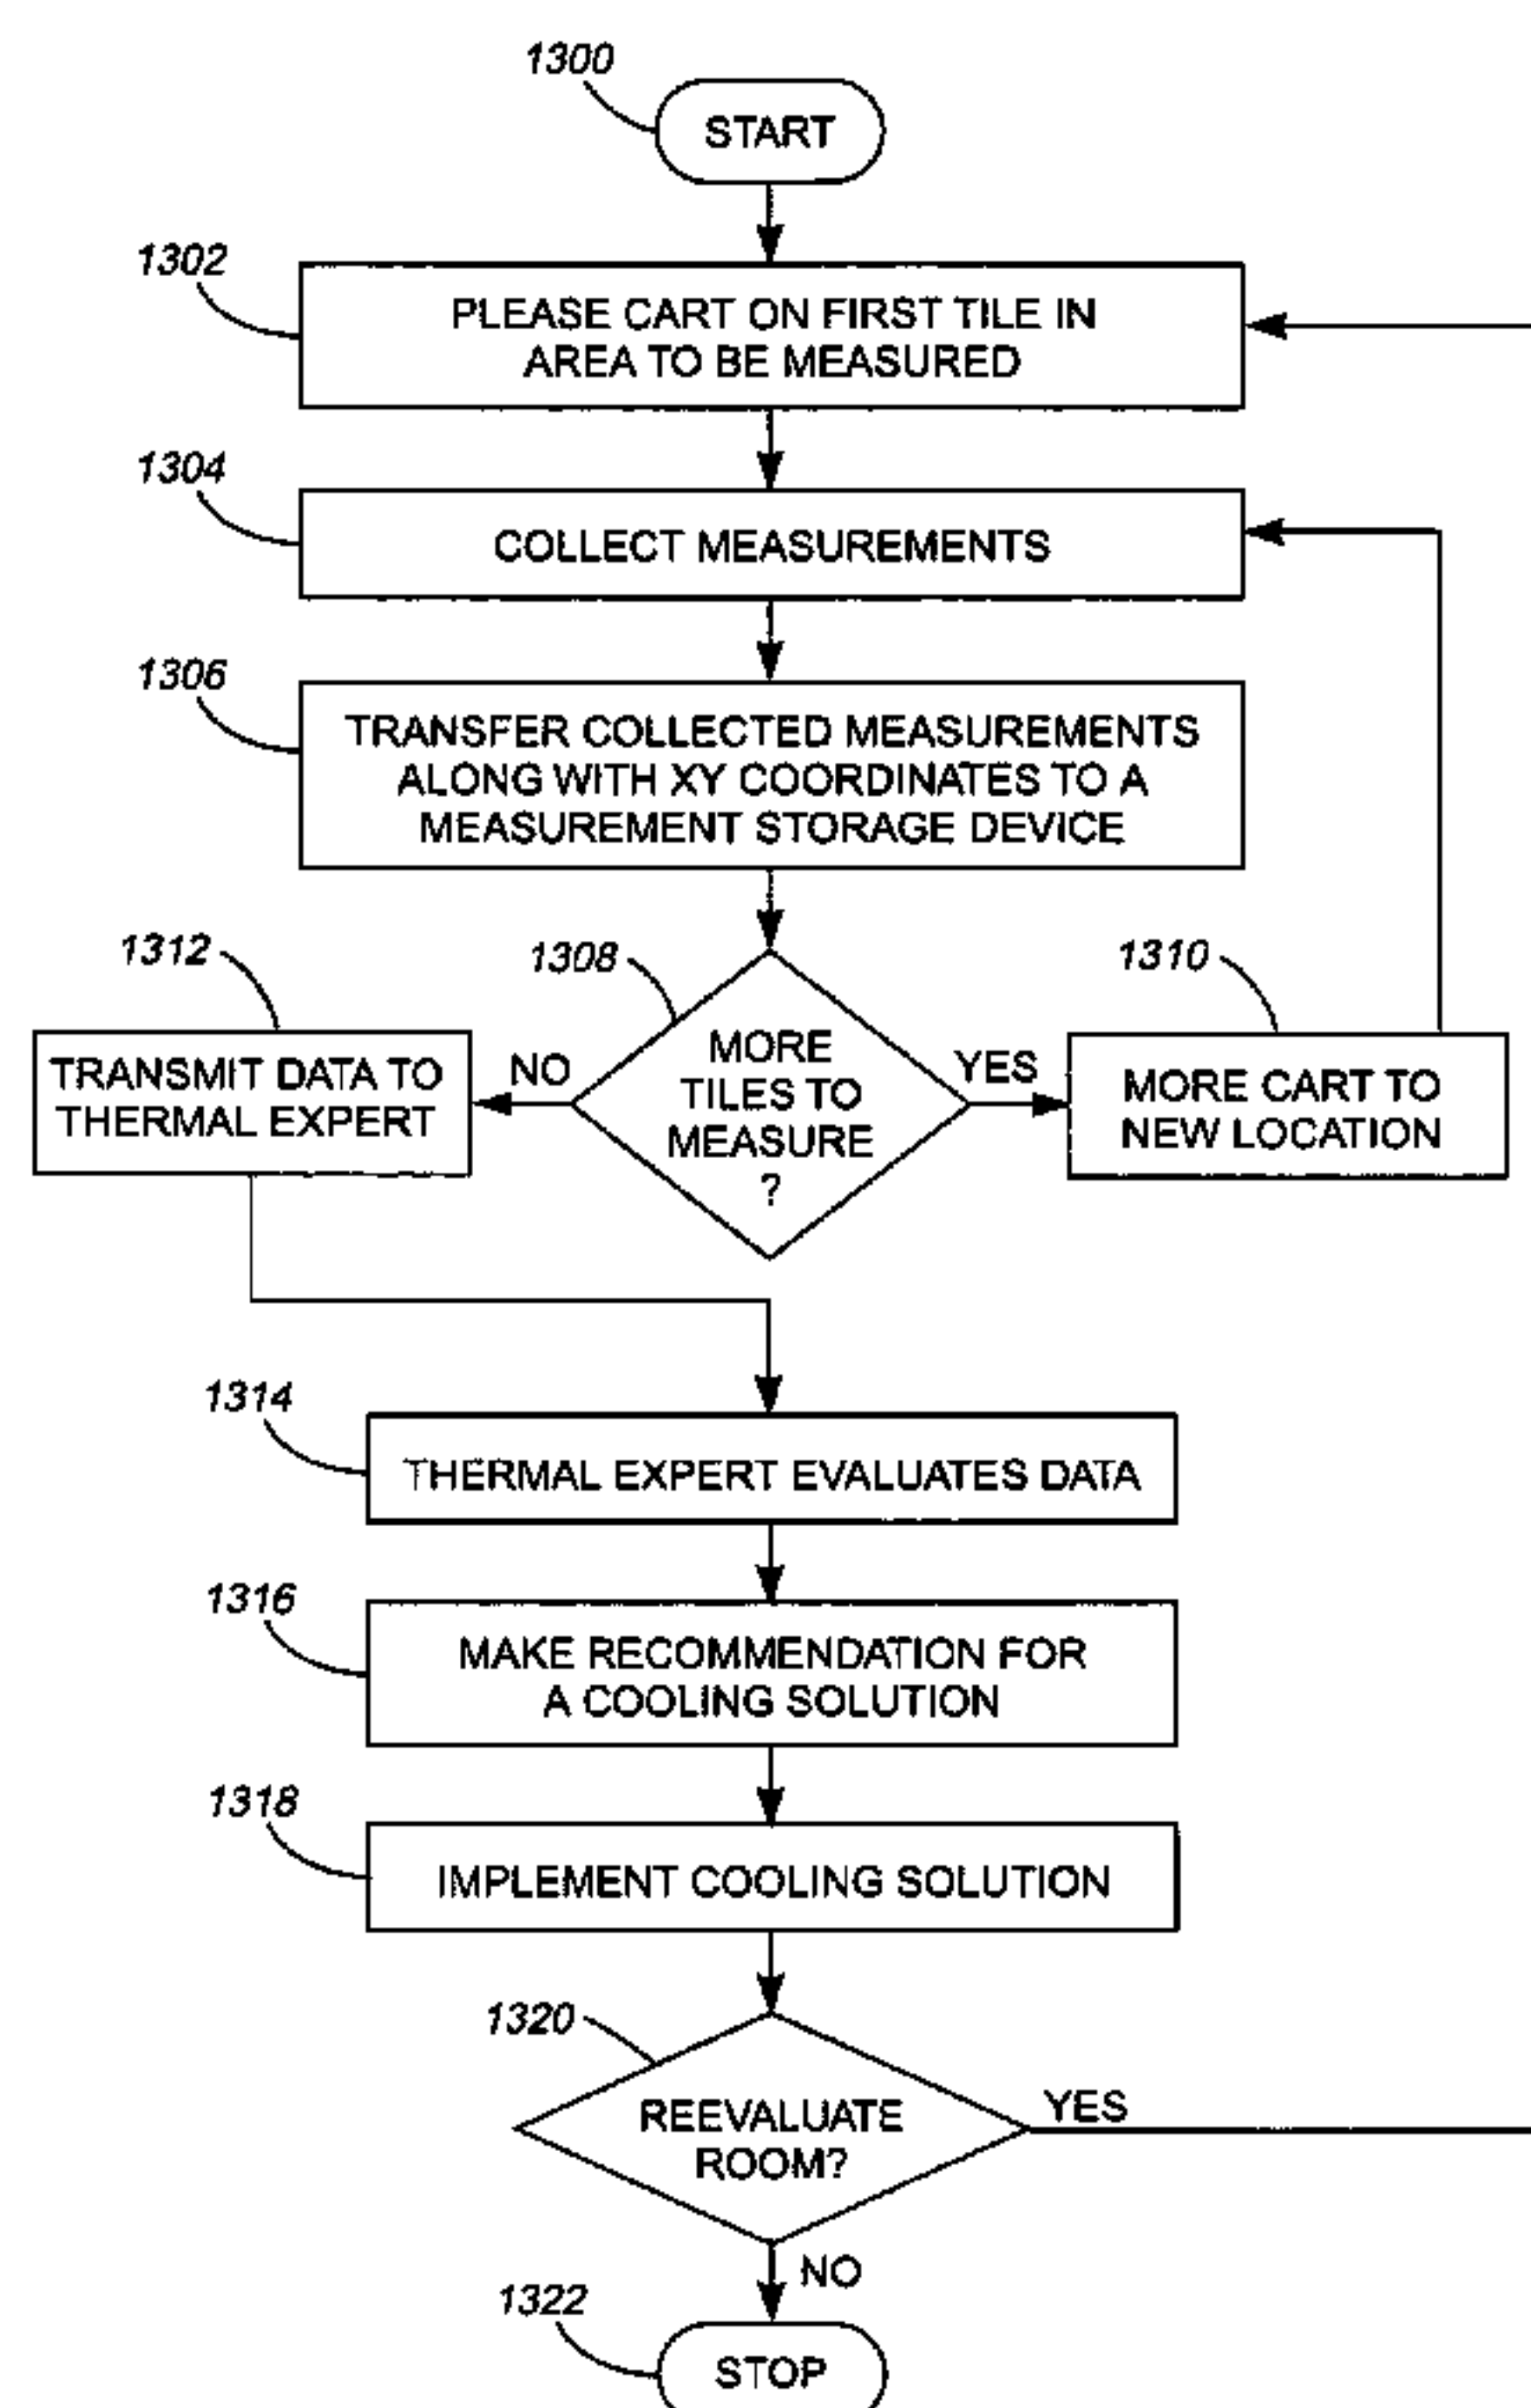 1300
START
1302
PLEASE CART ON FIRST TILE IN
AREA TO BE MEASURED
1304
COLLECT MEASUREMENTS
1306
TRANSFER COLLECTED MEASUREMENTS
ALONG WITH XY COORDINATES TO A
MEASUREMENT STORAGE DEVICE
1312
TRANSMIT DATA TO
THERMAL EXPERT
NO
1308
MORE
TILES TO
MEASURE
?
YES
1310
MORE CART TO
NEW LOCATION
1314
THERMAL EXPERT EVALUATES DATA
1316
MAKE RECOMMENDATION FOR
A COOLING SOLUTION
1318
IMPLEMENT COOLING SOLUTION
1320
REEVALUATE
ROOM?
YES
NO
1322
STOP